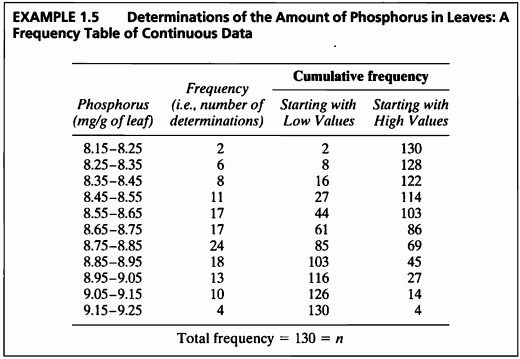 EXAMPLE 1.5 Determinations of the Amount of Phosphorus in Leaves: A
Frequency Table of Continuous Data
Cumulative frequency
Frequency
Phosphorus (i.e., number of Starting with Starting with
(mg/g of leaf) determinations) Low Values High Values
8.15–8.25 2 2 130
8.25–8.35 6 8 128
8.35–8.45 8 16 122
8.45–8.55 11 27 114
8.55–8.65 17 44 103
8.65–8.75 17 61 86
8.75–8.85 24 85 69
8.85–8.95 18 103 45
8.95–9.05 13 116 27
9.05–9.15 10 126 14
9.15–9.25 4 130 4
Total frequency = 130 = n